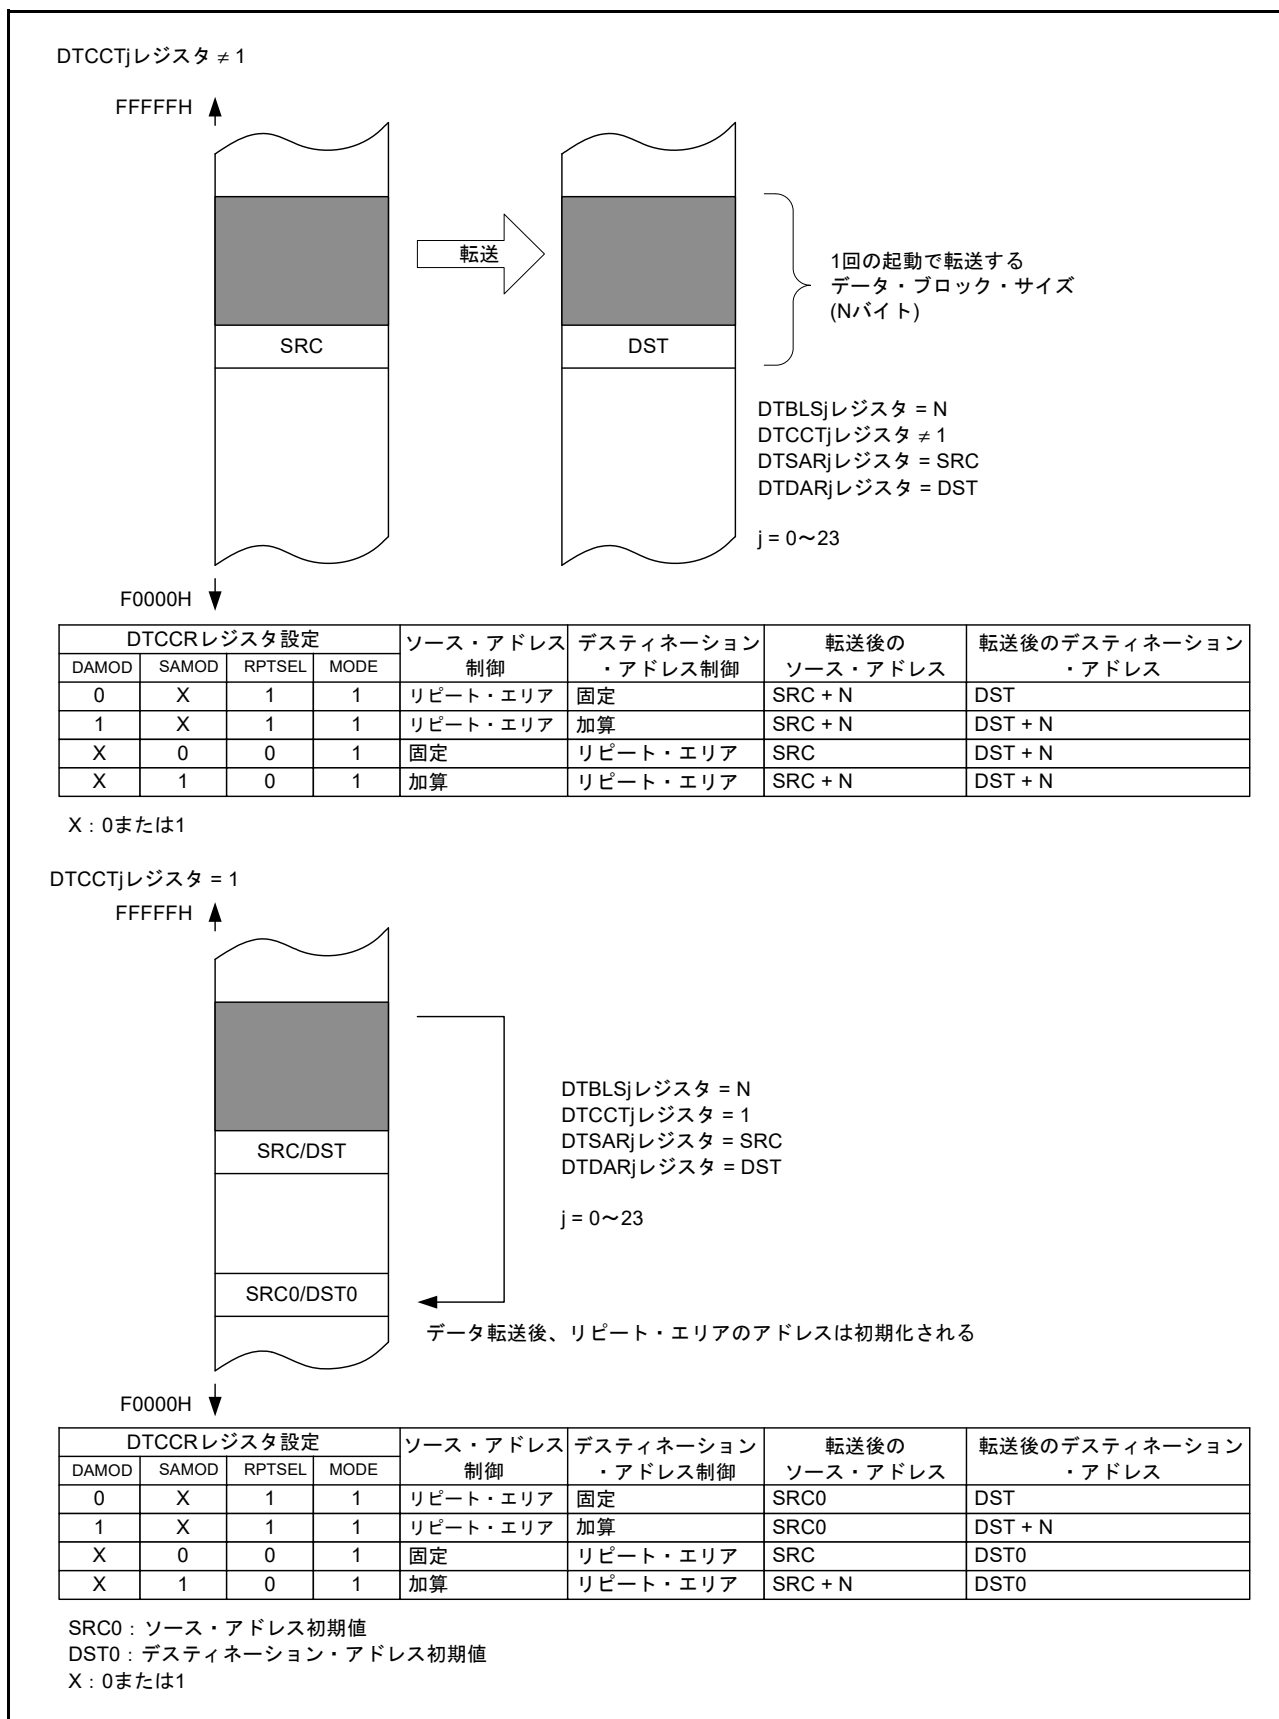 DTCCTjレジスタ ≠ 1
FFFFFH
転送
1回の起動で転送する
データ・ブロック・サイズ
(Nバイト)
SRC
DST
DTBLSjレジスタ = N
DTCCTjレジスタ ≠ 1
DTSARjレジスタ = SRC
DTDARjレジスタ = DST
j = 0～23
F0000H
DTCCRレジスタ設定 ソース・アドレス制御 デスティネーション・アドレス制御 転送後のソース・アドレス 転送後のデスティネーション・アドレス
DAMOD SAMOD RPTSEL MODE
0 X 1 1 リピート・エリア 固定 SRC + N DST
1 X 1 1 リピート・エリア 加算 SRC + N DST + N
X 0 0 1 固定 リピート・エリア SRC DST + N
X 1 0 1 加算 リピート・エリア SRC + N DST + N
X：0または1
DTCCTjレジスタ = 1
FFFFFH
DTBLSjレジスタ = N
DTCCTjレジスタ = 1
DTSARjレジスタ = SRC
DTDARjレジスタ = DST
j = 0～23
SRC/DST
SRC0/DST0
データ転送後、リピート・エリアのアドレスは初期化される
F0000H
DTCCRレジスタ設定 ソース・アドレス制御 デスティネーション・アドレス制御 転送後のソース・アドレス 転送後のデスティネーション・アドレス
DAMOD SAMOD RPTSEL MODE
0 X 1 1 リピート・エリア 固定 SRC0 DST
1 X 1 1 リピート・エリア 加算 SRC0 DST + N
X 0 0 1 固定 リピート・エリア SRC DST0
X 1 0 1 加算 リピート・エリア SRC + N DST0
SRC0：ソース・アドレス初期値
DST0：デスティネーション・アドレス初期値
X：0または1